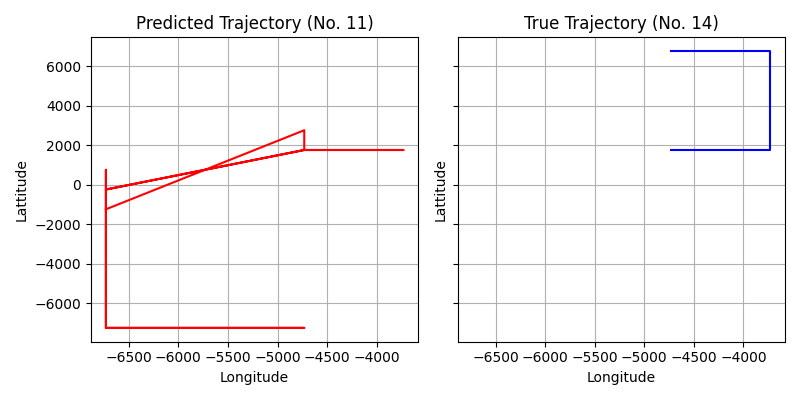 Predicted Trajectory (No. 11)
True Trajectory (No. 14)
6000
4000
2000
0
−2000
−4000
−6000
Lattitude
Lattitude
−6500 −6000 −5500 −5000 −4500 −4000
−6500 −6000 −5500 −5000 −4500 −4000
Longitude
Longitude